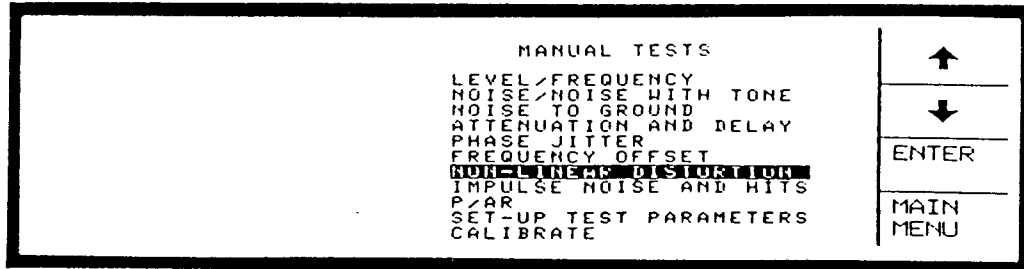 MANUAL TESTS
LEVEL/FREQUENCY
NOISE/NOISE WITH TONE
NOISE TO GROUND
ATTENUATION AND DELAY
PHASE JITTER
FREQUENCY OFFSET
NON-LINEAR DISTORTION
IMPULSE NOISE AND HITS
P/AR
SET-UP TEST PARAMETERS
CALIBRATE
ENTER
MAIN
MENU